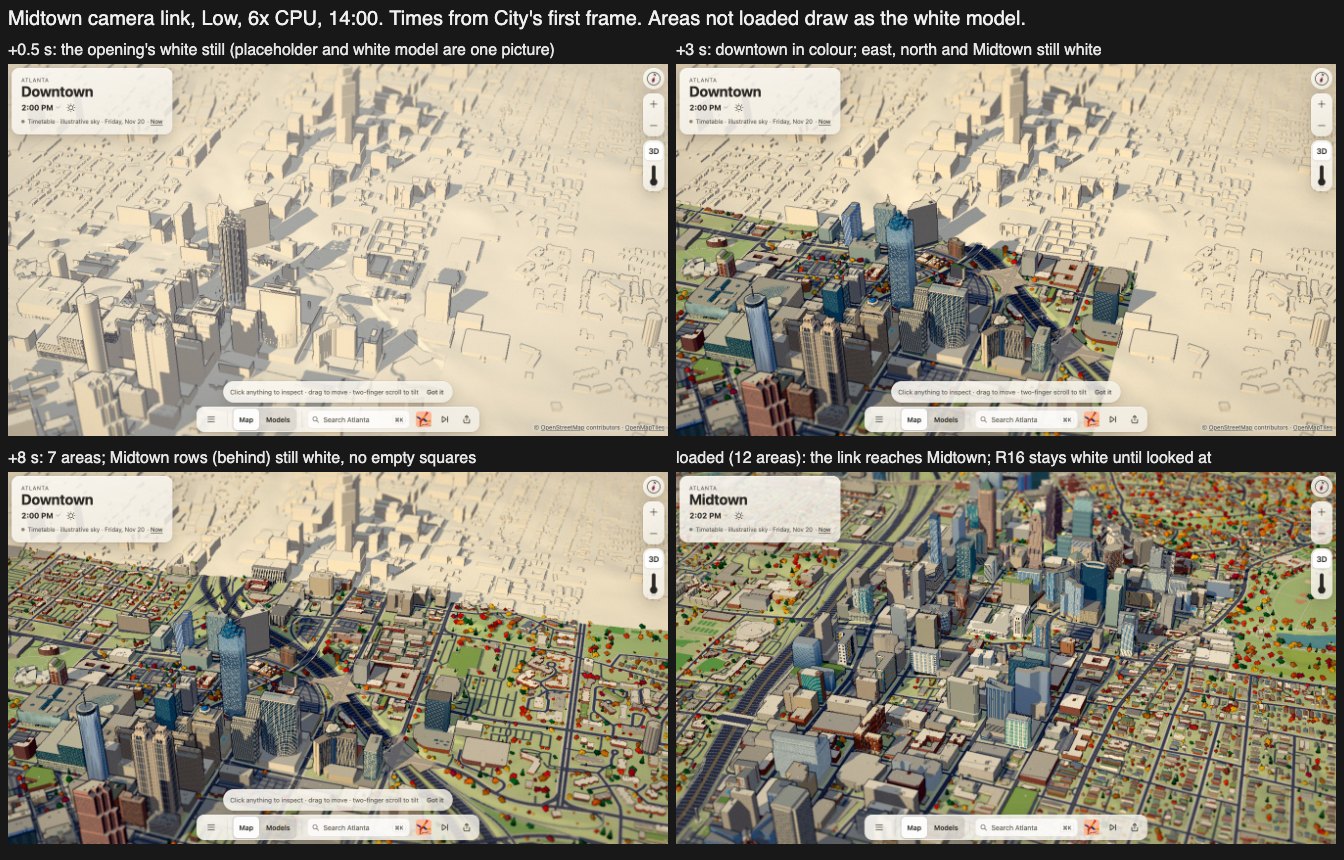 Midtown camera link, Low, 6x CPU, 14:00. Times from City's first frame. Areas not loaded draw as the white model.
+0.5 s: the opening's white still (placeholder and white model are one picture)
ATLANTA
Downtown
2:00 PM
Timetable · illustrative sky · Friday, Nov 20 · Now
+
−
3D
Click anything to inspect · drag to move · two-finger scroll to tilt Got it
Map Models Search Atlanta ⌘K
© OpenStreetMap contributors · OpenMapTiles
+3 s: downtown in colour; east, north and Midtown still white
ATLANTA
Downtown
2:00 PM
Timetable · illustrative sky · Friday, Nov 20 · Now
+
−
3D
Click anything to inspect · drag to move · two-finger scroll to tilt Got it
Map Models Search Atlanta ⌘K
© OpenStreetMap contributors · OpenMapTiles
+8 s: 7 areas; Midtown rows (behind) still white, no empty squares
ATLANTA
Downtown
2:00 PM
Timetable · illustrative sky · Friday, Nov 20 · Now
+
−
3D
Click anything to inspect · drag to move · two-finger scroll to tilt Got it
Map Models Search Atlanta ⌘K
loaded (12 areas): the link reaches Midtown; R16 stays white until looked at
ATLANTA
Midtown
2:02 PM
Timetable · illustrative sky · Friday, Nov 20 · Now
+
−
3D
Map Models Search Atlanta ⌘K